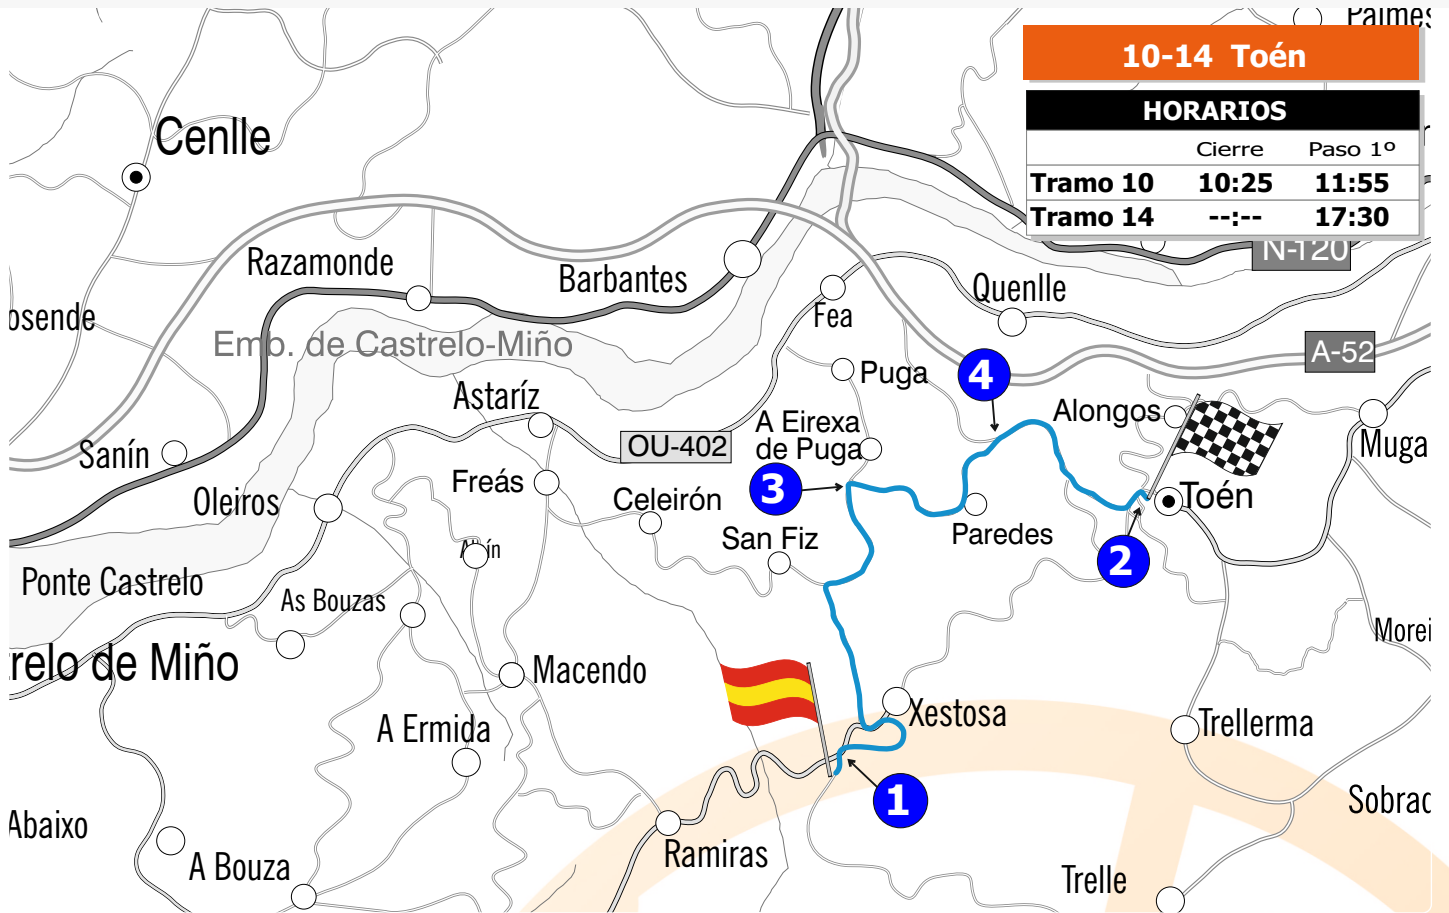 Palmes
10-14 Toén
HORARIOS
Cierre Paso 1º
Tramo 10 10:25 11:55
Tramo 14 --:-- 17:30
N-120
Cenlle
Razamonde
Barbantes
Quenlle
Fea
osende
Emb. de Castrelo-Miño
A-52
Puga
4
Astaríz
Alongos
A Eirexa
de Puga
OU-402
Muga
Sanín
Freás
3
Celeirón
Toén
Oleiros
San Fiz
Paredes
2
Ponte Castrelo
As Bouzas
Morei
trelo de Miño
Macendo
Xestosa
A Ermida
Trellerma
1
Sobrad
Abaixo
Ramiras
A Bouza
Trelle